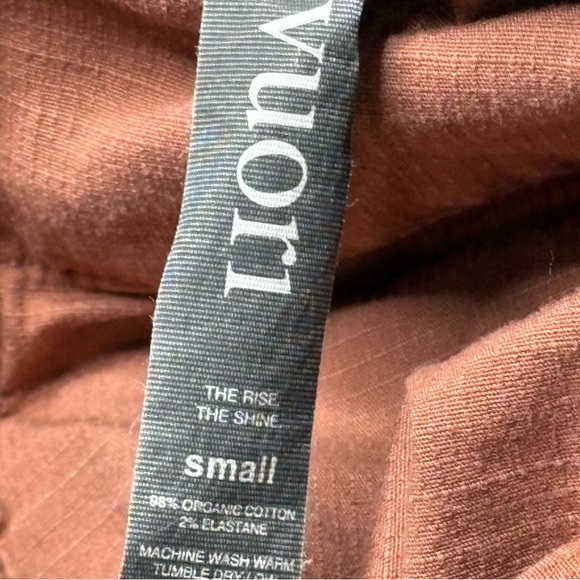 vuori
THE RISE.
THE SHINE.
small
98% ORGANIC COTTON
2% ELASTANE
MACHINE WASH WARM
TUMBLE DRY LOW